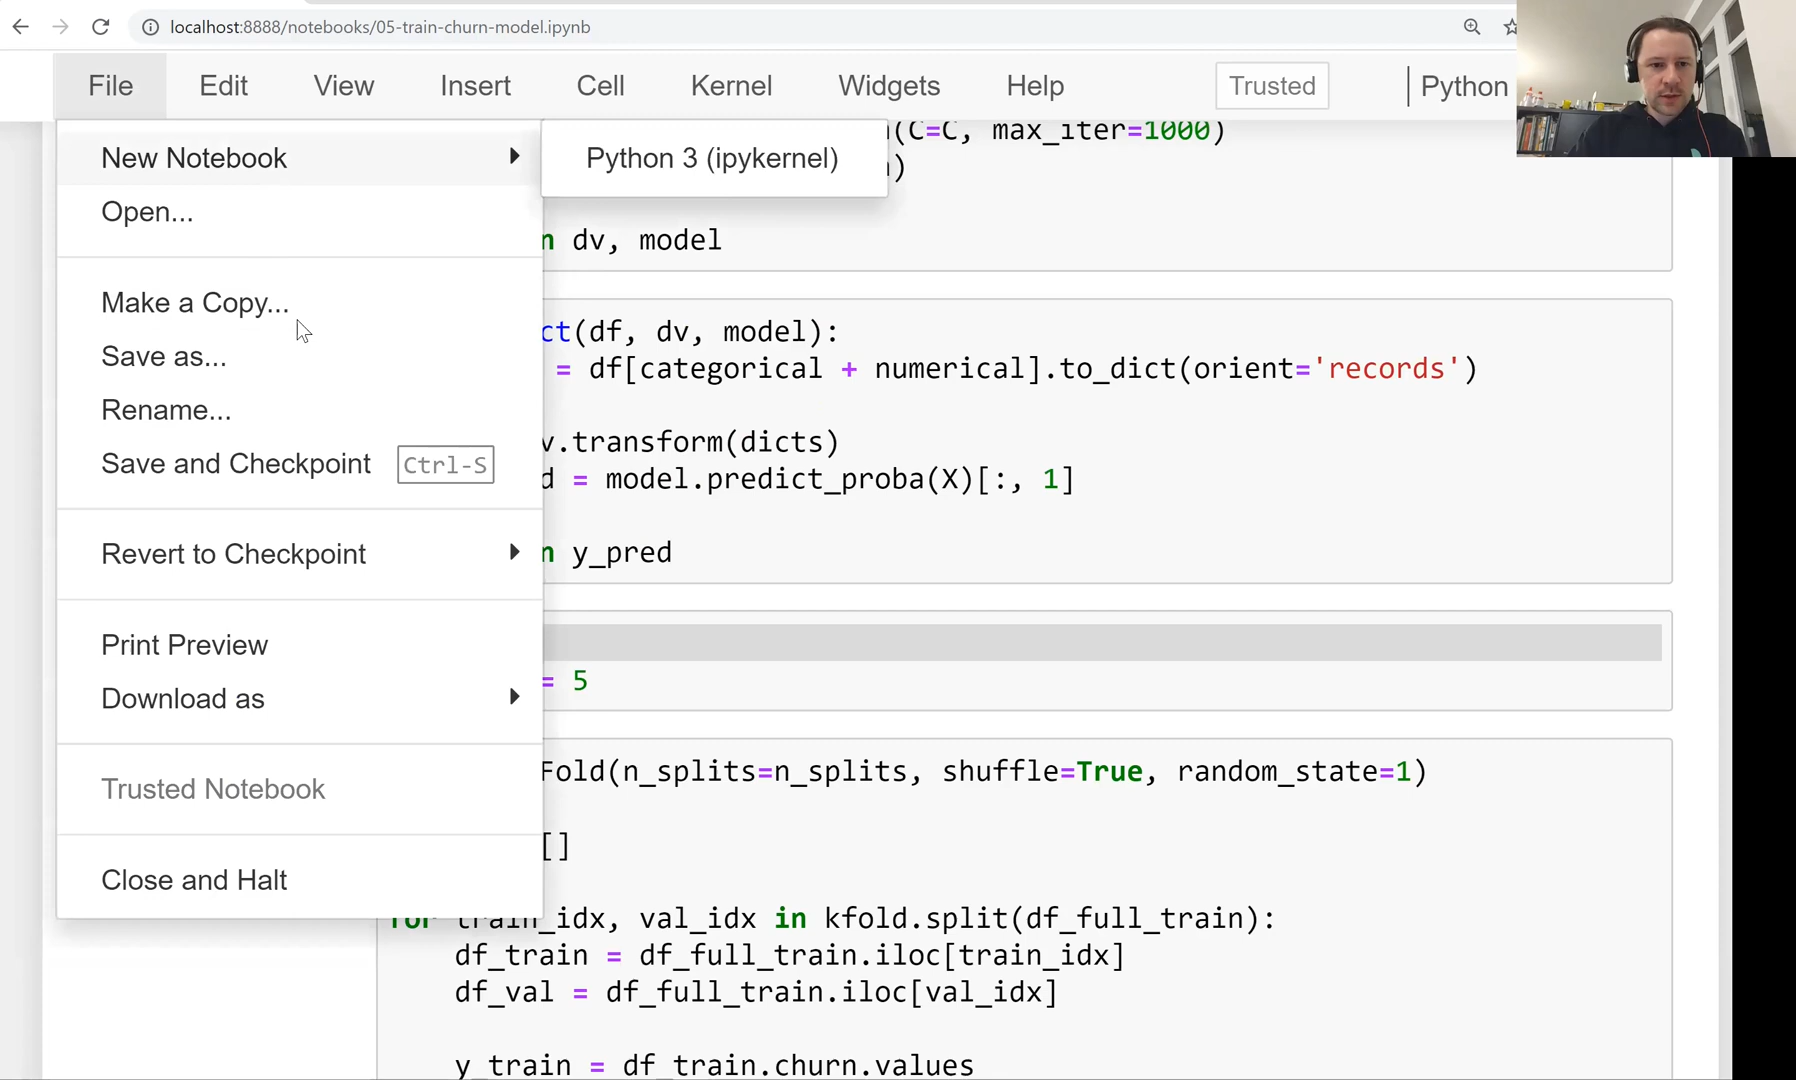 localhost:8888/notebooks/05-train-churn-model.ipynb
File Edit View Insert Cell Kernel Widgets Help Trusted Python
New Notebook
Python 3 (ipykernel)
Open...
Make a Copy...
Save as...
Rename...
Save and Checkpoint Ctrl-S
Revert to Checkpoint
Print Preview
Download as
Trusted Notebook
Close and Halt
(C=C, max_iter=1000)
)
n dv, model
ct(df, dv, model):
= df[categorical + numerical].to_dict(orient='records')
v.transform(dicts)
d = model.predict_proba(X)[:, 1]
n y_pred
= 5
Fold(n_splits=n_splits, shuffle=True, random_state=1)
[]
for train_idx, val_idx in kfold.split(df_full_train):
df_train = df_full_train.iloc[train_idx]
df_val = df_full_train.iloc[val_idx]
y_train = df_train.churn.values